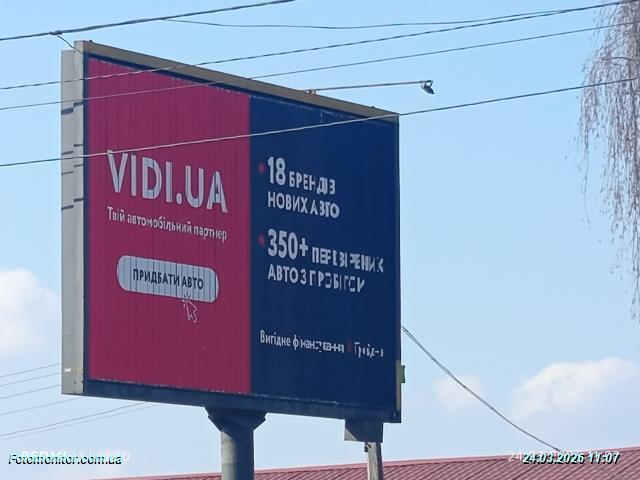 VIDI.UA
Твій автомобільний партнер
ПРИДБАТИ АВТО
18 БРЕНДІВ
НОВИХ АВТО
350+ ПЕРЕВІРЕНИХ
АВТО З ПРОБІГОМ
Вигідне фінансування
Fotomonitor.com.ua
24.03.2026 11:07